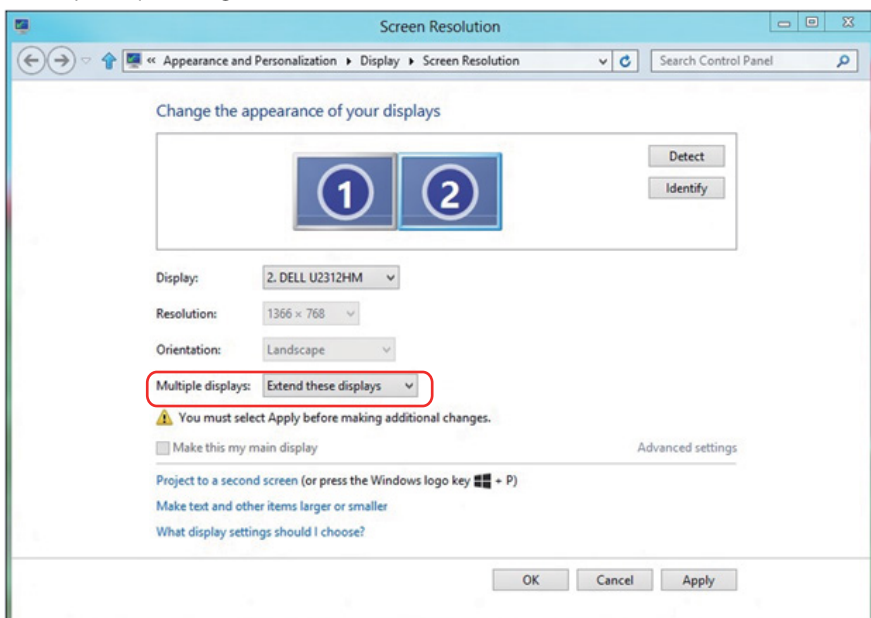 Screen Resolution
« Appearance and Personalization ▸ Display ▸ Screen Resolution
Search Control Panel
Change the appearance of your displays
1 2
Detect
Identify
Display: 2. DELL U2312HM
Resolution: 1366 × 768
Orientation: Landscape
Multiple displays: Extend these displays
You must select Apply before making additional changes.
Make this my main display Advanced settings
Project to a second screen (or press the Windows logo key + P)
Make text and other items larger or smaller
What display settings should I choose?
OK Cancel Apply